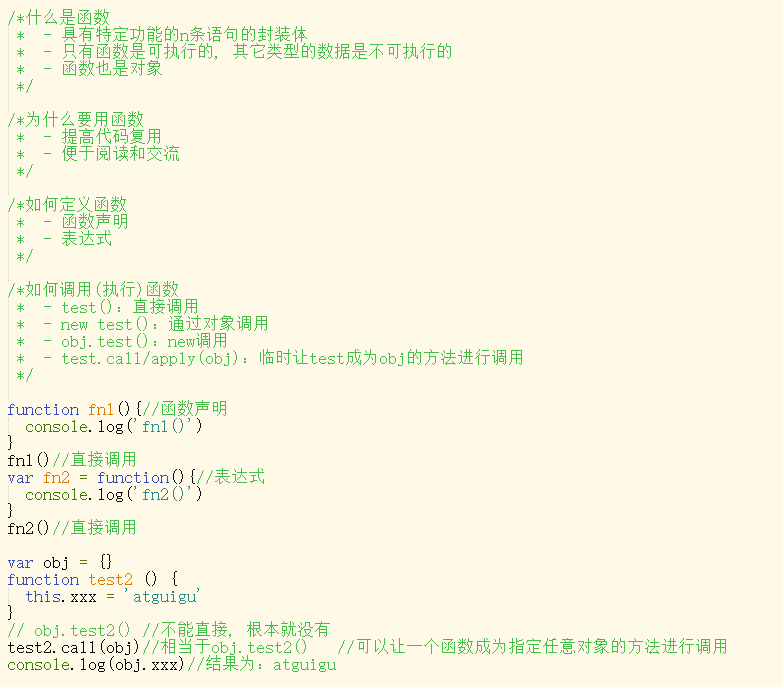 /*什么是函数
 *  - 具有特定功能的n条语句的封装体
 *  - 只有函数是可执行的, 其它类型的数据是不可执行的
 *  - 函数也是对象
 */
/*为什么要用函数
 *  - 提高代码复用
 *  - 便于阅读和交流
 */
/*如何定义函数
 *  - 函数声明
 *  - 表达式
 */
/*如何调用(执行)函数
 *  - test()：直接调用
 *  - new test()：通过对象调用
 *  - obj.test()：new调用
 *  - test.call/apply(obj)：临时让test成为obj的方法进行调用
 */
function fn1(){//函数声明
  console.log('fn1()')
}
fn1()//直接调用
var fn2 = function(){//表达式
  console.log('fn2()')
}
fn2()//直接调用
var obj = {}
function test2 () {
  this.xxx = 'atguigu'
}
// obj.test2() //不能直接, 根本就没有
test2.call(obj)//相当于obj.test2()   //可以让一个函数成为指定任意对象的方法进行调用
console.log(obj.xxx)//结果为：atguigu